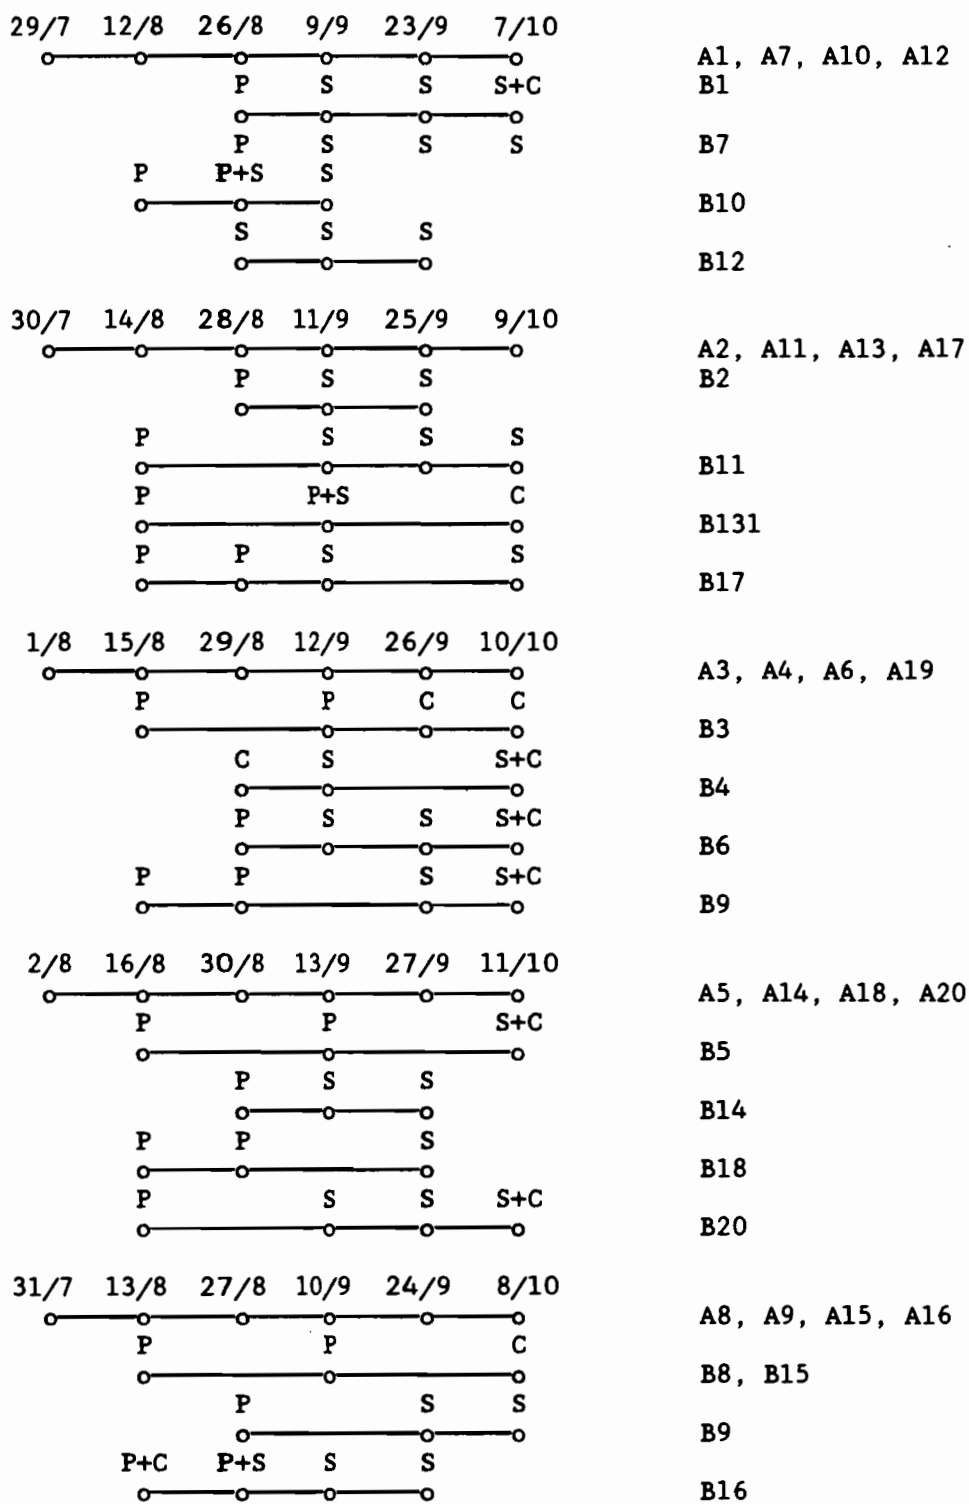 29/7 12/8 26/8 9/9 23/9 7/10
A1, A7, A10, A12
P S S S+C B1
P S S S B7
P P+S S
B10
S S S
B12
30/7 14/8 28/8 11/9 25/9 9/10
A2, A11, A13, A17
P S S B2
P S S S
B11
P P+S C
B131
P P S S
B17
1/8 15/8 29/8 12/9 26/9 10/10
A3, A4, A6, A19
P P C C
B3
C S S+C
B4
P S S S+C
B6
P P S S+C
B9
2/8 16/8 30/8 13/9 27/9 11/10
A5, A14, A18, A20
P P S+C
B5
P S S
B14
P P S
B18
P S S S+C
B20
31/7 13/8 27/8 10/9 24/9 8/10
A8, A9, A15, A16
P P C
B8, B15
P S S
B9
P+C P+S S S
B16